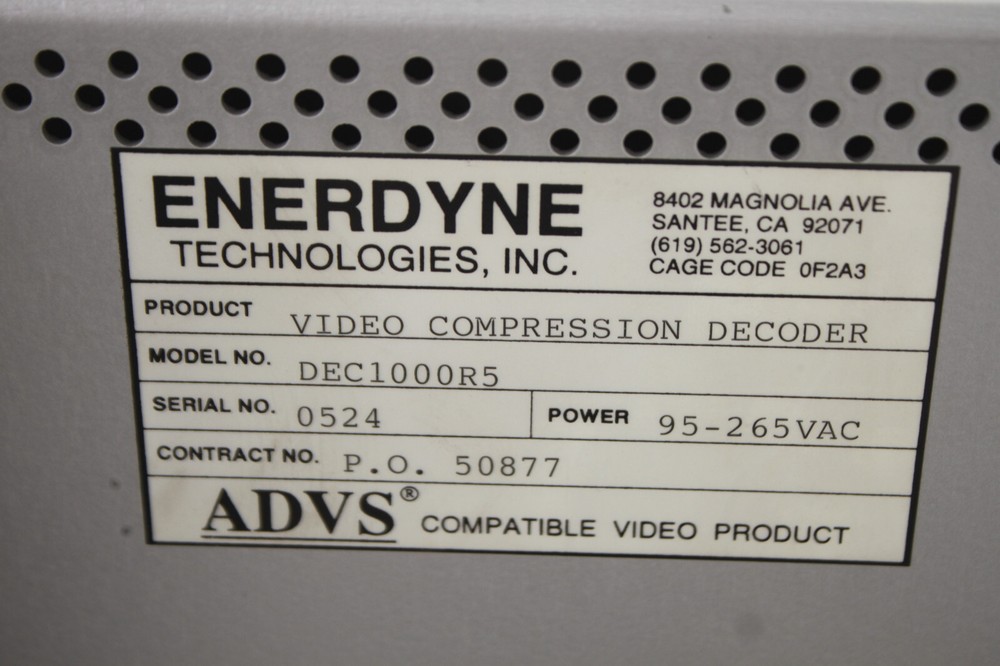 ENERDYNE
TECHNOLOGIES, INC.
8402 MAGNOLIA AVE.
SANTEE, CA 92071
(619) 562-3061
CAGE CODE 0F2A3
PRODUCT VIDEO COMPRESSION DECODER
MODEL NO. DEC1000R5
SERIAL NO. 0524 POWER 95-265VAC
CONTRACT NO. P.O. 50877
ADVS® COMPATIBLE VIDEO PRODUCT